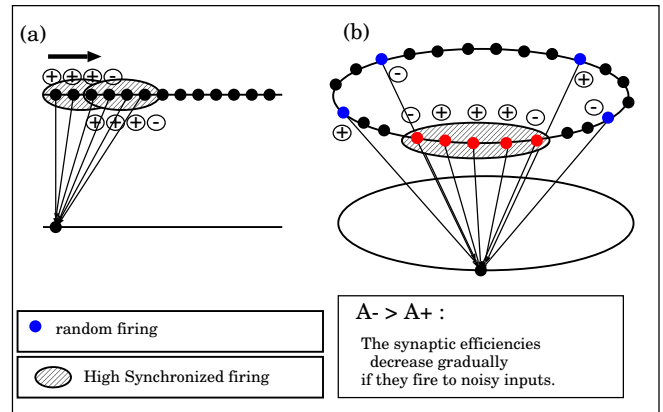 (a)
(b)
+ + + -
+ + + -
- +
- + + + - -
+
random firing
High Synchronized firing
A- > A+ :
The synaptic efficiencies
decrease gradually
if they fire to noisy inputs.